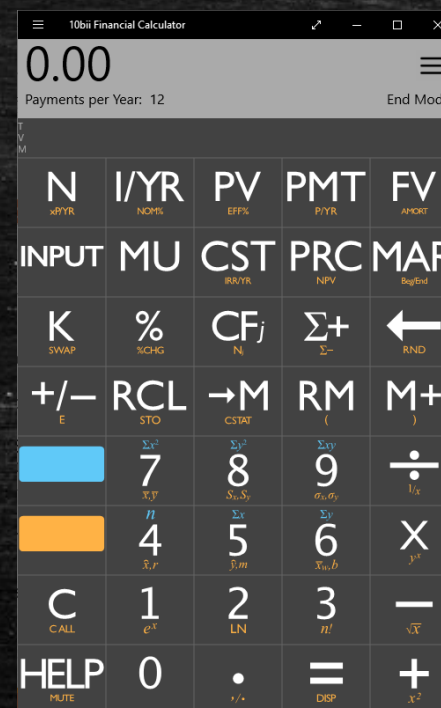 10bii Financial Calculator
0.00
Payments per Year: 12 End Mod
T
V
M
N I/YR PV PMT FV
xP/YR NOM% EFF% P/YR AMORT
INPUT MU CST PRC MAR
IRR/YR NPV Beg/End
K % CFj Σ+ ←
SWAP %CHG Nj Σ− RND
+/− RCL →M RM M+
E STO CSTAT ( )
Σx² Σy² Σxy
7 8 9 ÷
x̄,ȳ Sx,Sy σx,σy 1/x
n Σx Σy
4 5 6 X
x̂,r ŷ,m x̄w,b yˣ
C 1 2 3 −
C ALL eˣ LN n! √x
HELP 0 . = +
MUTE ,/. DISP x²